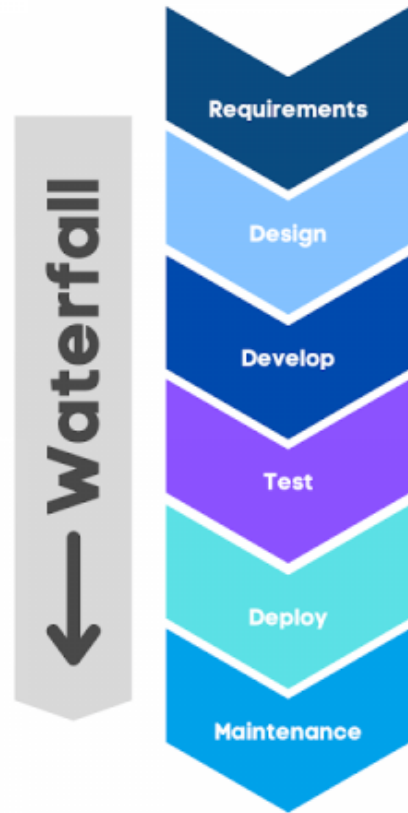 Waterfall
Requirements
Design
Develop
Test
Deploy
Maintenance